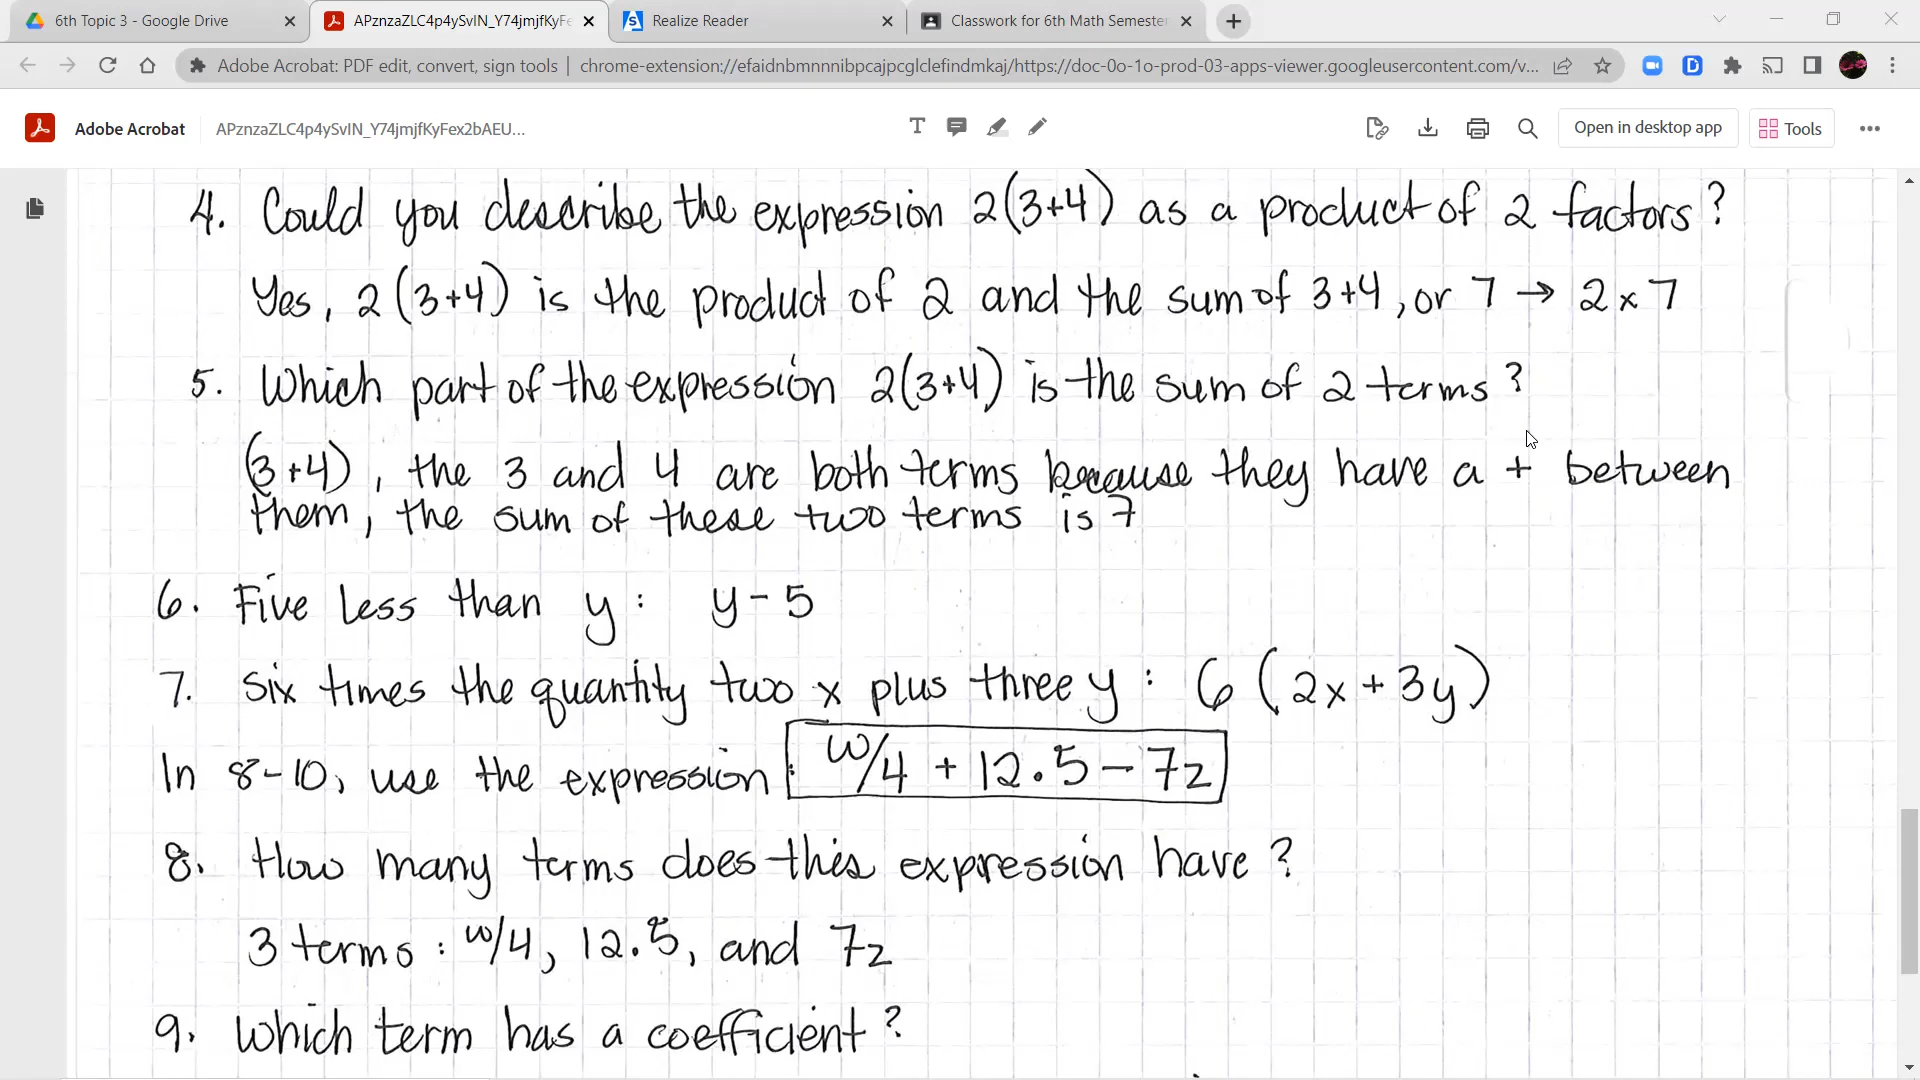 6th Topic 3 - Google Drive
APznzaZLC4p4ySvIN_Y74jmjfKyFe
Realize Reader
Classwork for 6th Math Semester
Adobe Acrobat: PDF edit, convert, sign tools | chrome-extension://efaidnbmnnnibpcajpcglclefindmkaj/https://doc-0o-1o-prod-03-apps-viewer.googleusercontent.com/v...
Adobe Acrobat
APznzaZLC4p4ySvIN_Y74jmjfKyFex2bAEU...
Open in desktop app
Tools
4. Could you describe the expression 2(3+4) as a product of 2 factors?
Yes, 2(3+4) is the product of 2 and the sum of 3+4, or 7 → 2 x 7
5. Which part of the expression 2(3+4) is the sum of 2 terms?
(3+4), the 3 and 4 are both terms because they have a + between
them, the sum of these two terms is 7
6. Five less than y: y - 5
7. Six times the quantity two x plus three y: 6(2x + 3y)
In 8-10, use the expression: w/4 + 12.5 - 7z
8. How many terms does this expression have?
3 terms: w/4, 12.5, and 7z
9. Which term has a coefficient?